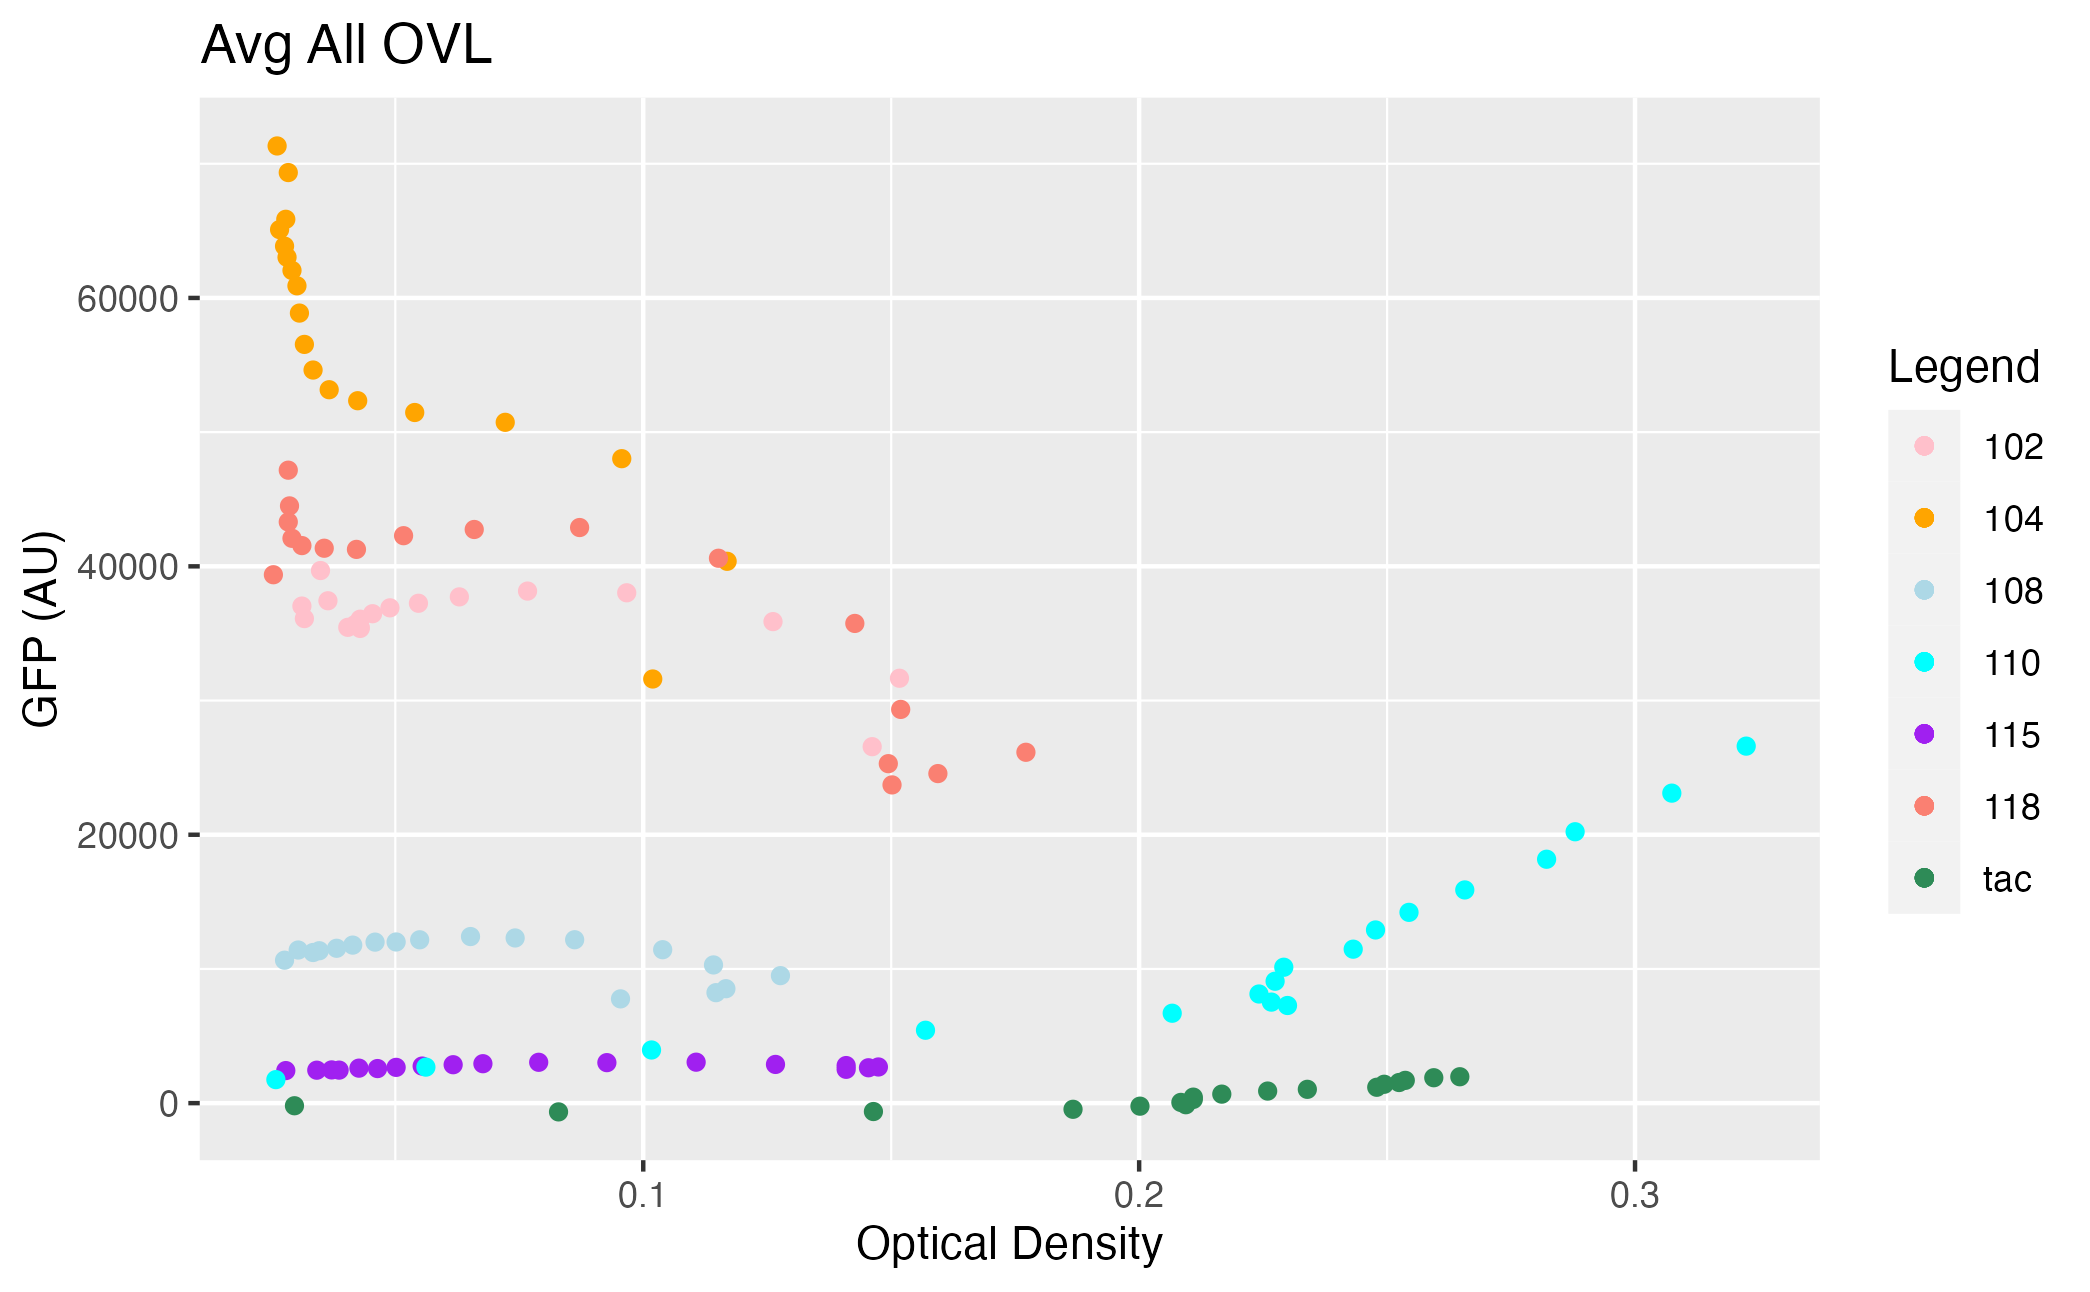 Avg All OVL
GFP (AU)
60000
40000
20000
0
0.1
0.2
0.3
Optical Density
Legend
102
104
108
110
115
118
tac